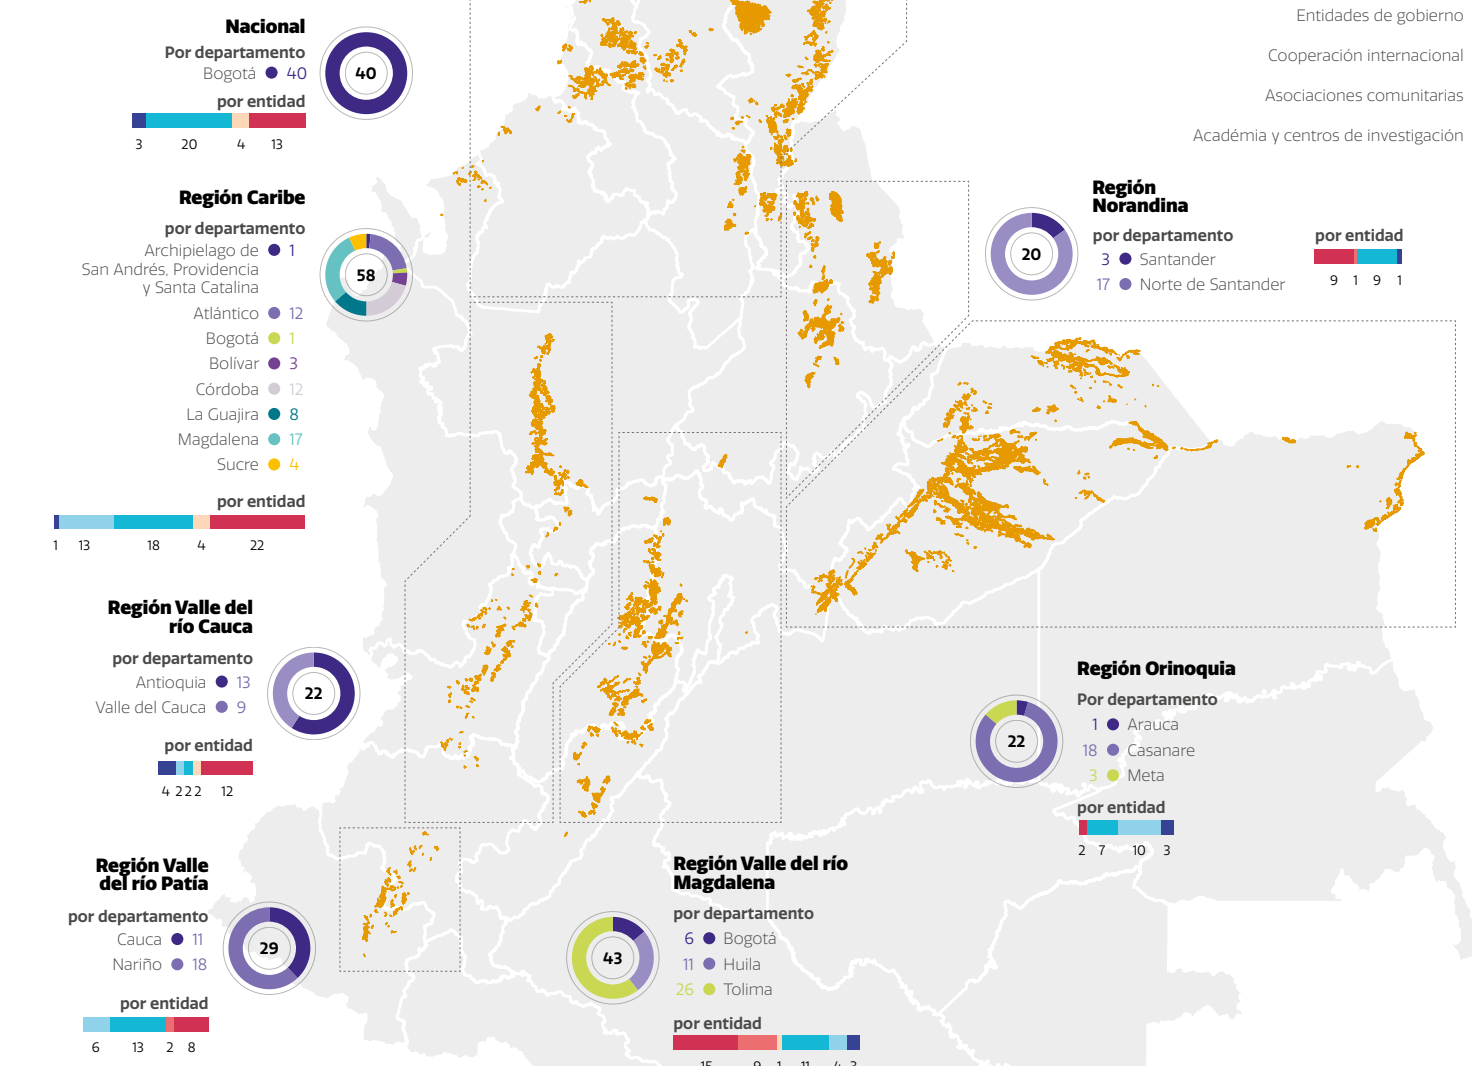 Nacional
Por departamento
Bogotá 40
40
por entidad
3 20 4 13
Entidades de gobierno
Cooperación internacional
Asociaciones comunitarias
Académia y centros de investigación
Región Caribe
por departamento
Archipielago de 1
San Andrés, Providencia
y Santa Catalina
Atlántico 12
Bogotá 1
Bolívar 3
Córdoba 12
La Guajira 8
Magdalena 17
Sucre 4
58
por entidad
1 13 18 4 22
Región
Norandina
por departamento
3 Santander
17 Norte de Santander
20
por entidad
9 1 9 1
Región Valle del
río Cauca
por departamento
Antioquia 13
Valle del Cauca 9
22
por entidad
4 2 2 2 12
Región Orinoquia
Por departamento
1 Arauca
18 Casanare
3 Meta
22
por entidad
2 7 10 3
Región Valle
del río Patía
por departamento
Cauca 11
Nariño 18
29
por entidad
6 13 2 8
Región Valle del río
Magdalena
por departamento
6 Bogotá
11 Huila
26 Tolima
43
por entidad
15 9 1 11 4 3